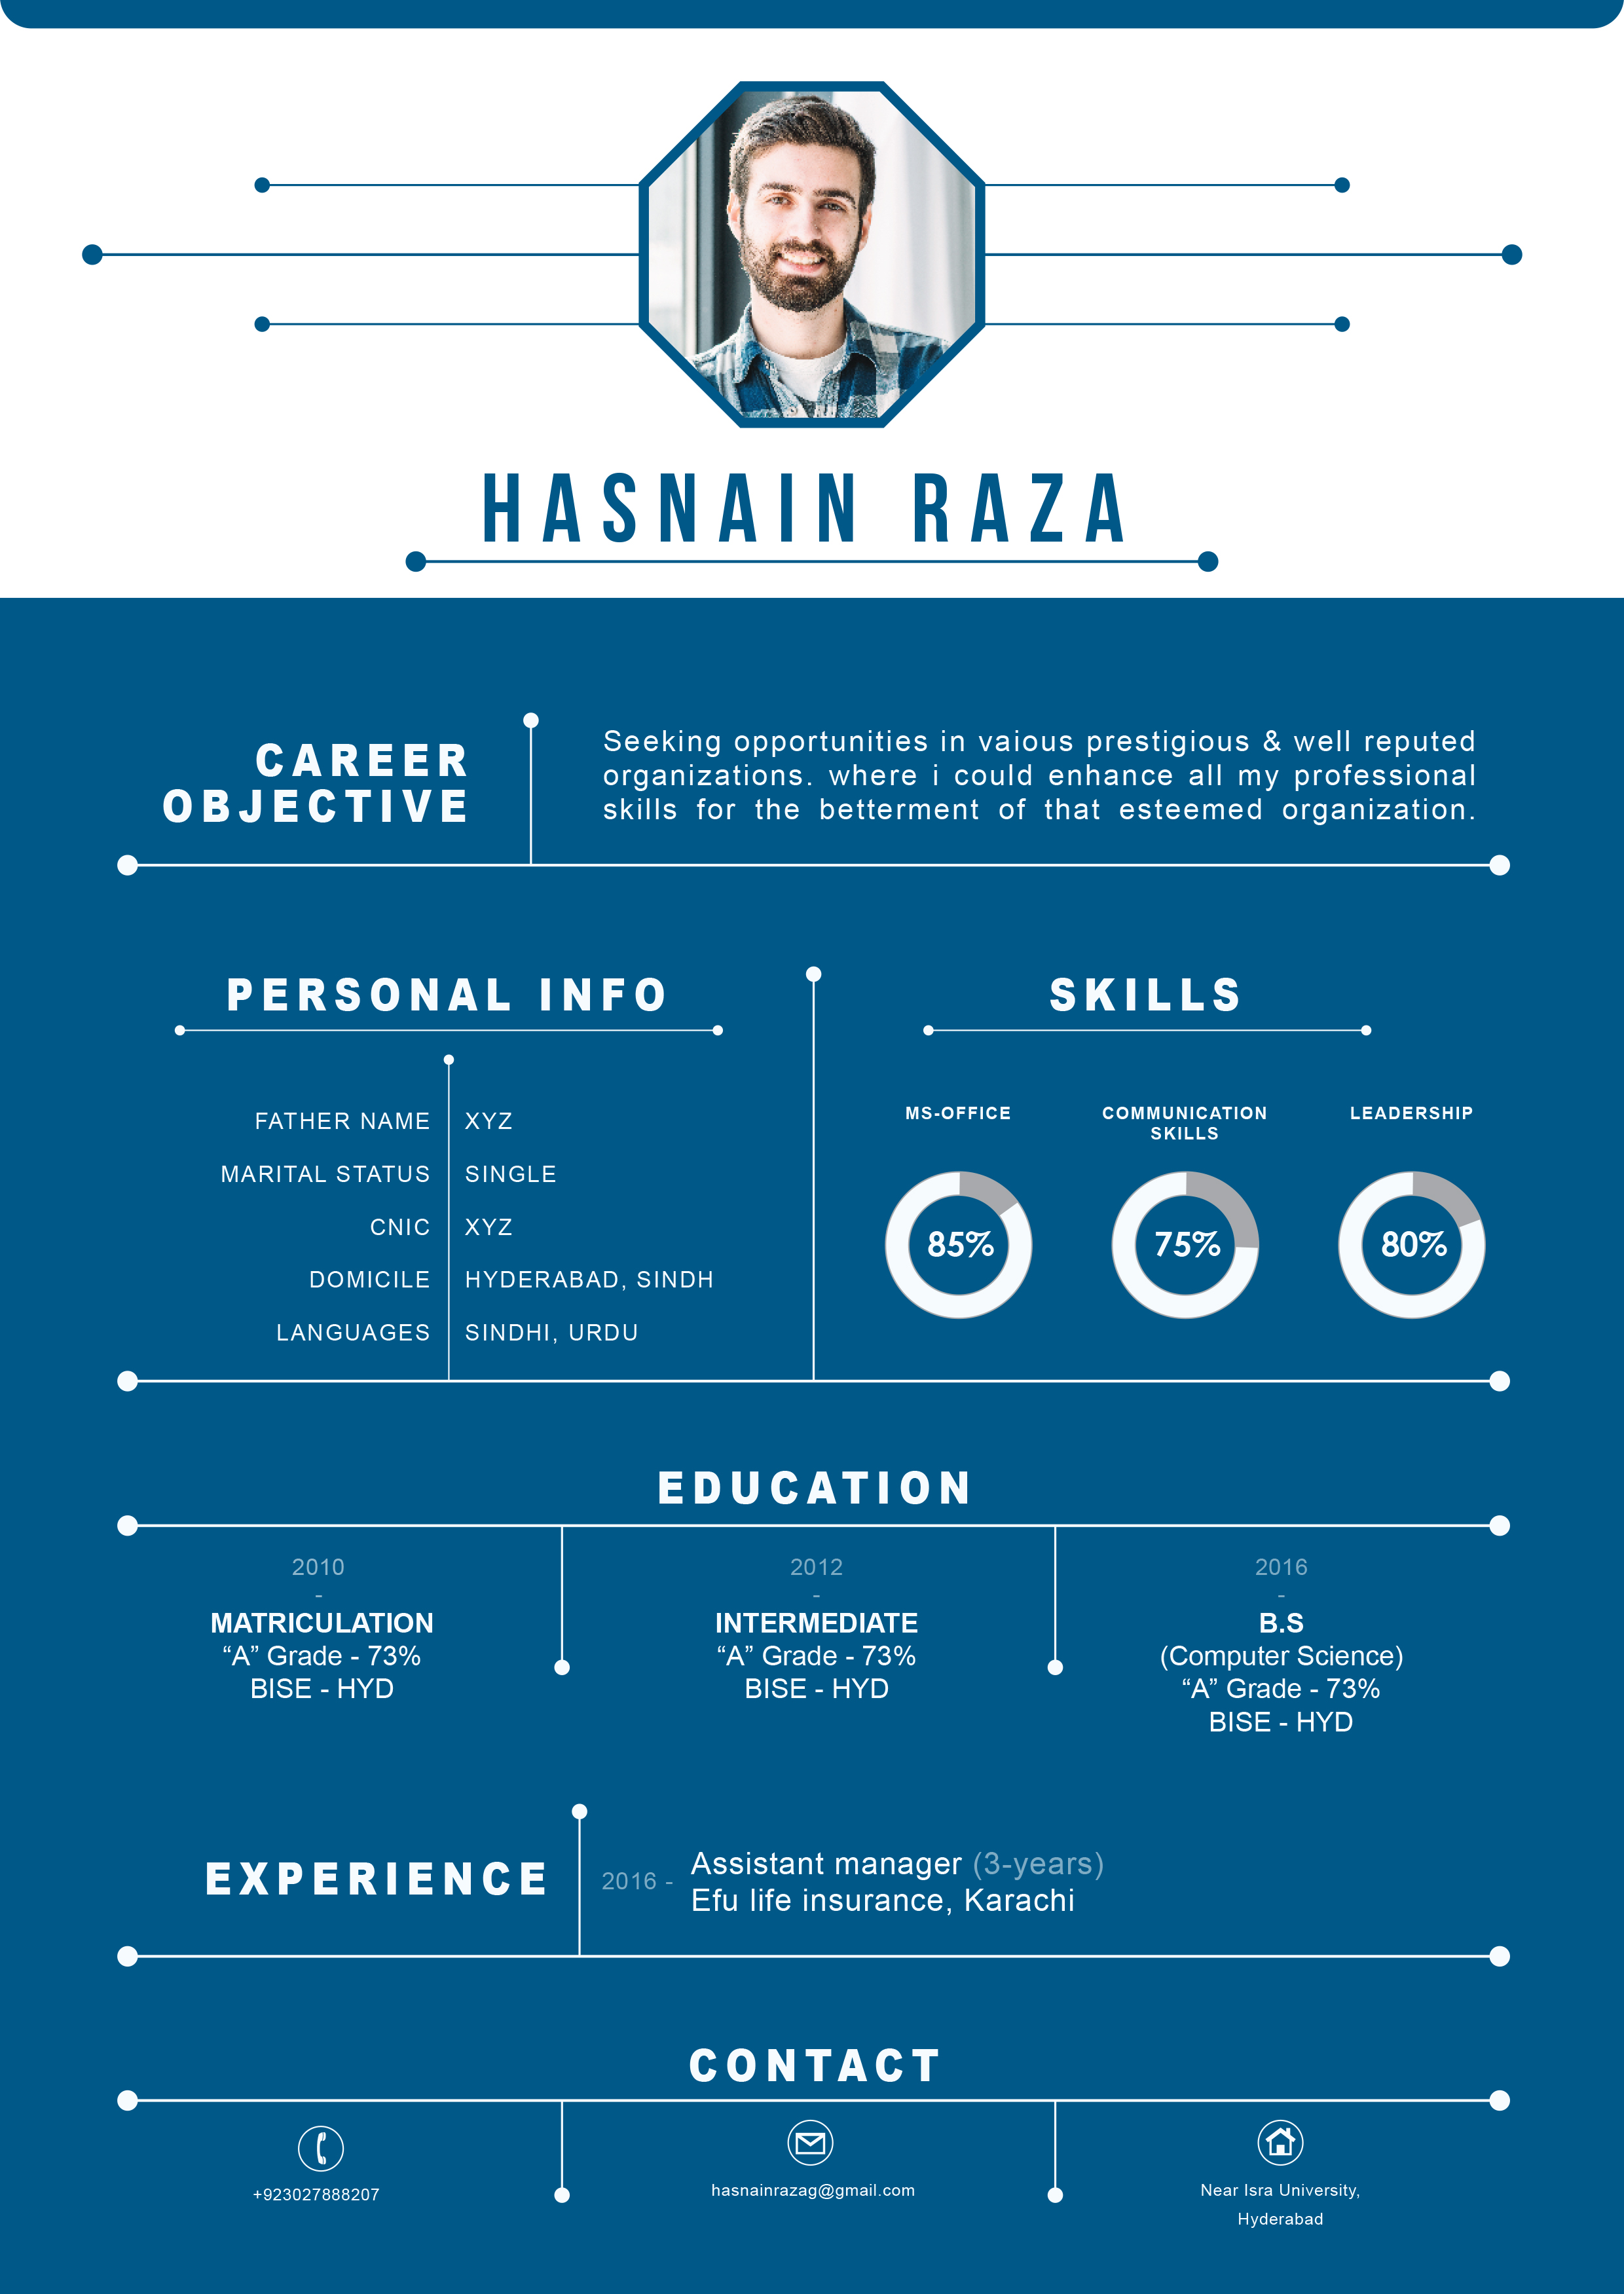 HASNAIN RAZA
CAREER
OBJECTIVE
Seeking opportunities in vaious prestigious & well reputed
organizations. where i could enhance all my professional
skills for the betterment of that esteemed organization.
PERSONAL INFO
FATHER NAME XYZ
MARITAL STATUS SINGLE
CNIC XYZ
DOMICILE HYDERABAD, SINDH
LANGUAGES SINDHI, URDU
SKILLS
MS-OFFICE
85%
COMMUNICATION
SKILLS
75%
LEADERSHIP
80%
EDUCATION
2010
-
MATRICULATION
“A” Grade - 73%
BISE - HYD
2012
-
INTERMEDIATE
“A” Grade - 73%
BISE - HYD
2016
-
B.S
(Computer Science)
“A” Grade - 73%
BISE - HYD
EXPERIENCE
2016 -
Assistant manager (3-years)
Efu life insurance, Karachi
CONTACT
+923027888207
hasnainrazag@gmail.com
Near Isra University,
Hyderabad